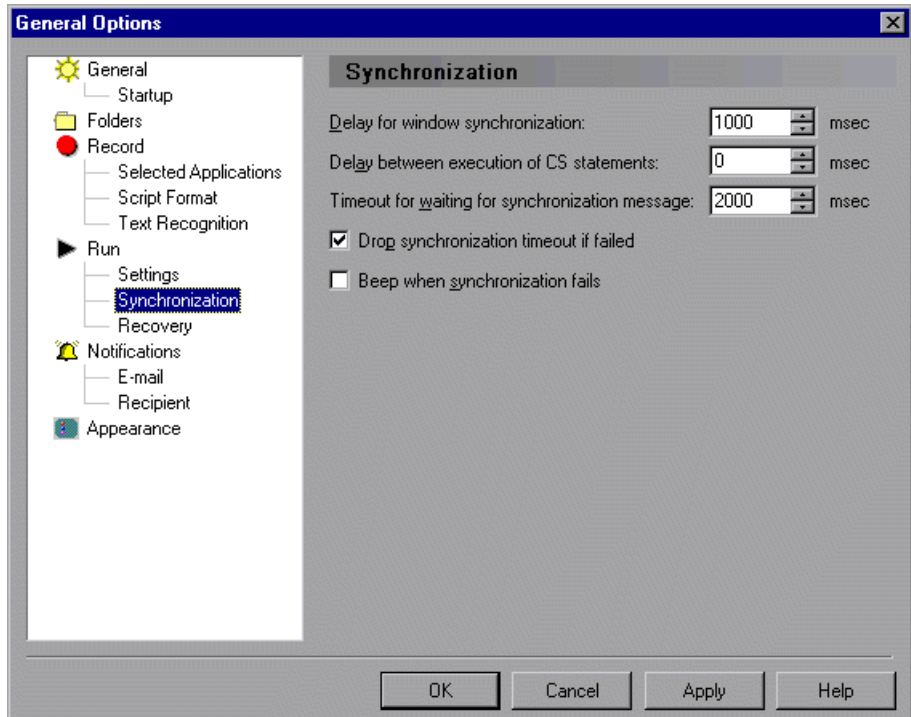 General Options
General
Startup
Folders
Record
Selected Applications
Script Format
Text Recognition
Run
Settings
Synchronization
Recovery
Notifications
E-mail
Recipient
Appearance
Synchronization
Delay for window synchronization: 1000 msec
Delay between execution of CS statements: 0 msec
Timeout for waiting for synchronization message: 2000 msec
Drop synchronization timeout if failed
Beep when synchronization fails
OK Cancel Apply Help